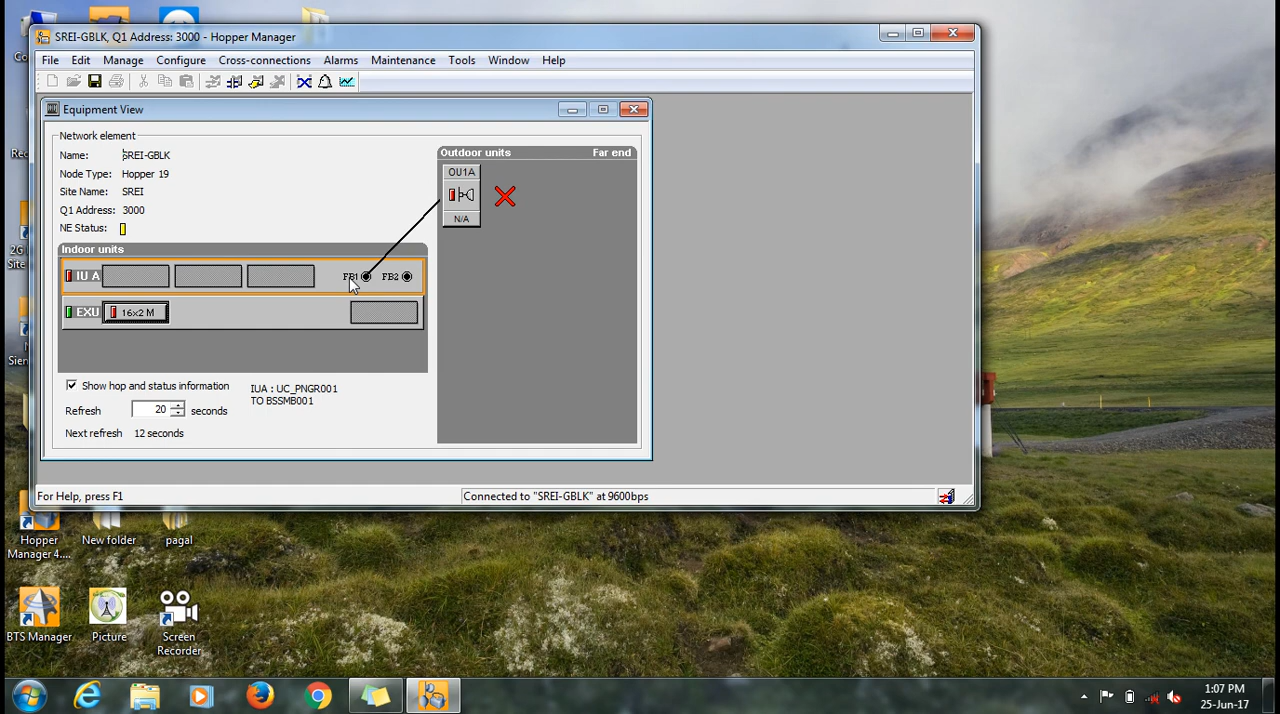 SREI-GBLK, Q1 Address: 3000 - Hopper Manager
File Edit Manage Configure Cross-connections Alarms Maintenance Tools Window Help
Equipment View
Network element
Name: SREI-GBLK
Node Type: Hopper 19
Site Name: SREI
Q1 Address: 3000
NE Status:
Outdoor units Far end
OU1A
N/A
Indoor units
IU A FB1 FB2
EXU 16x2 M
Show hop and status information
IUA : UC_PNGR001
TO BSSMB001
Refresh 20 seconds
Next refresh 12 seconds
For Help, press F1
Connected to "SREI-GBLK" at 9600bps
Hopper
Manager 4....
New folder
pagal
BTS Manager
Picture
Screen
Recorder
1:07 PM
25-Jun-17